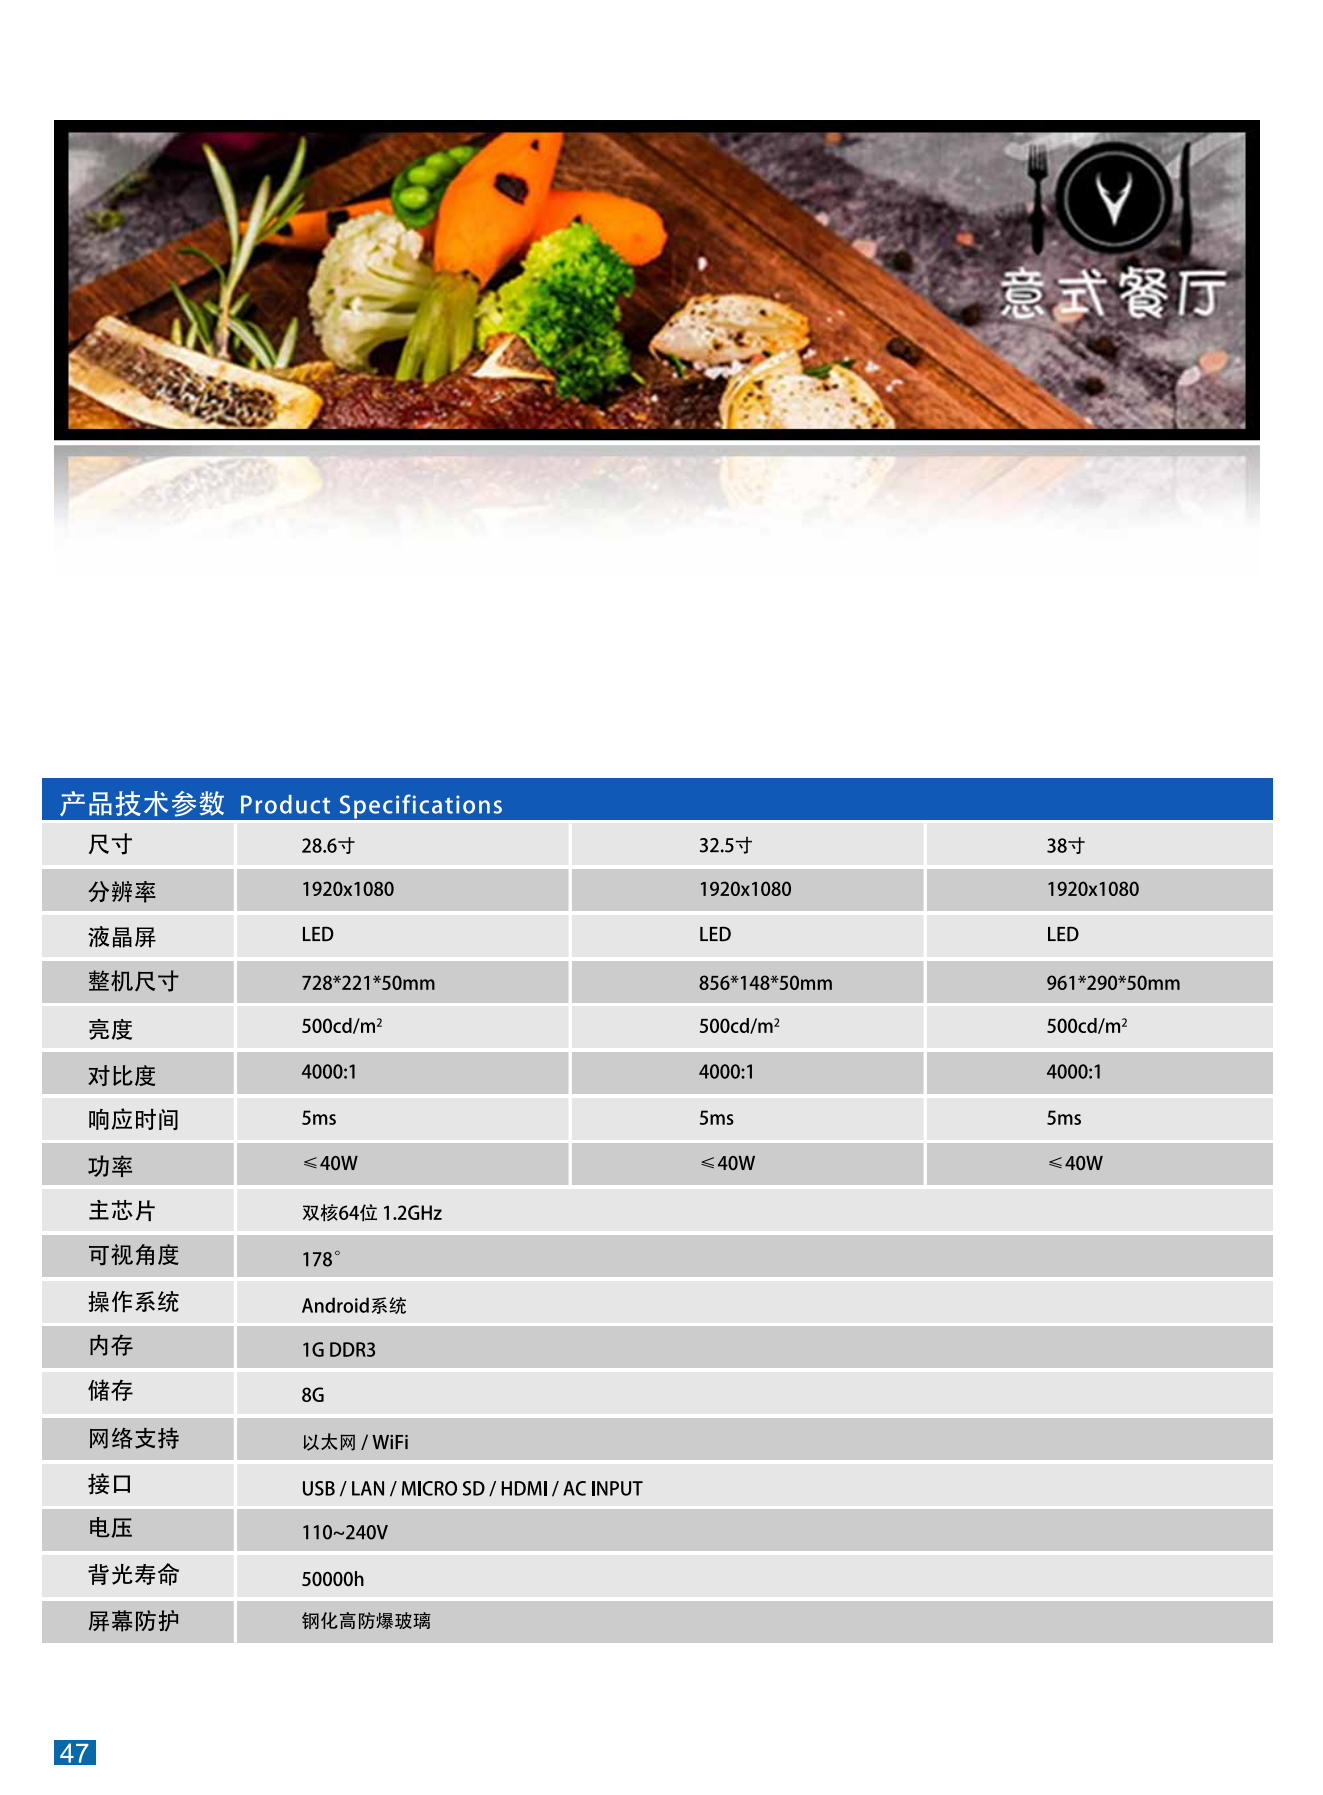 意式餐厅
产品技术参数 Product Specifications
尺寸 28.6寸 32.5寸 38寸
分辨率 1920x1080 1920x1080 1920x1080
液晶屏 LED LED LED
整机尺寸 728*221*50mm 856*148*50mm 961*290*50mm
亮度 500cd/m² 500cd/m² 500cd/m²
对比度 4000:1 4000:1 4000:1
响应时间 5ms 5ms 5ms
功率 ≤40W ≤40W ≤40W
主芯片 双核64位 1.2GHz
可视角度 178°
操作系统 Android系统
内存 1G DDR3
储存 8G
网络支持 以太网 / WiFi
接口 USB / LAN / MICRO SD / HDMI / AC INPUT
电压 110~240V
背光寿命 50000h
屏幕防护 钢化高防爆玻璃
47